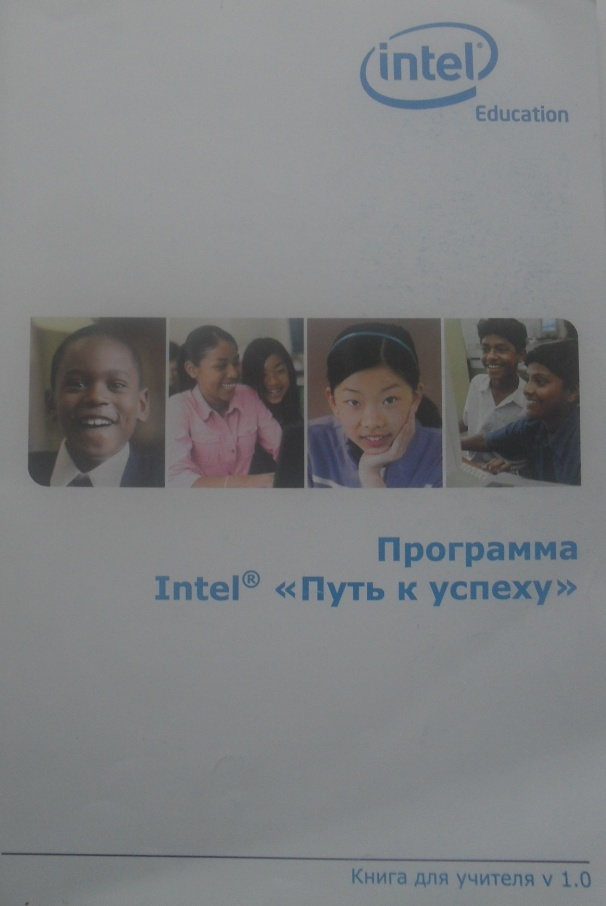 intel®
Education
Программа
Intel® «Путь к успеху»
Книга для учителя v 1.0